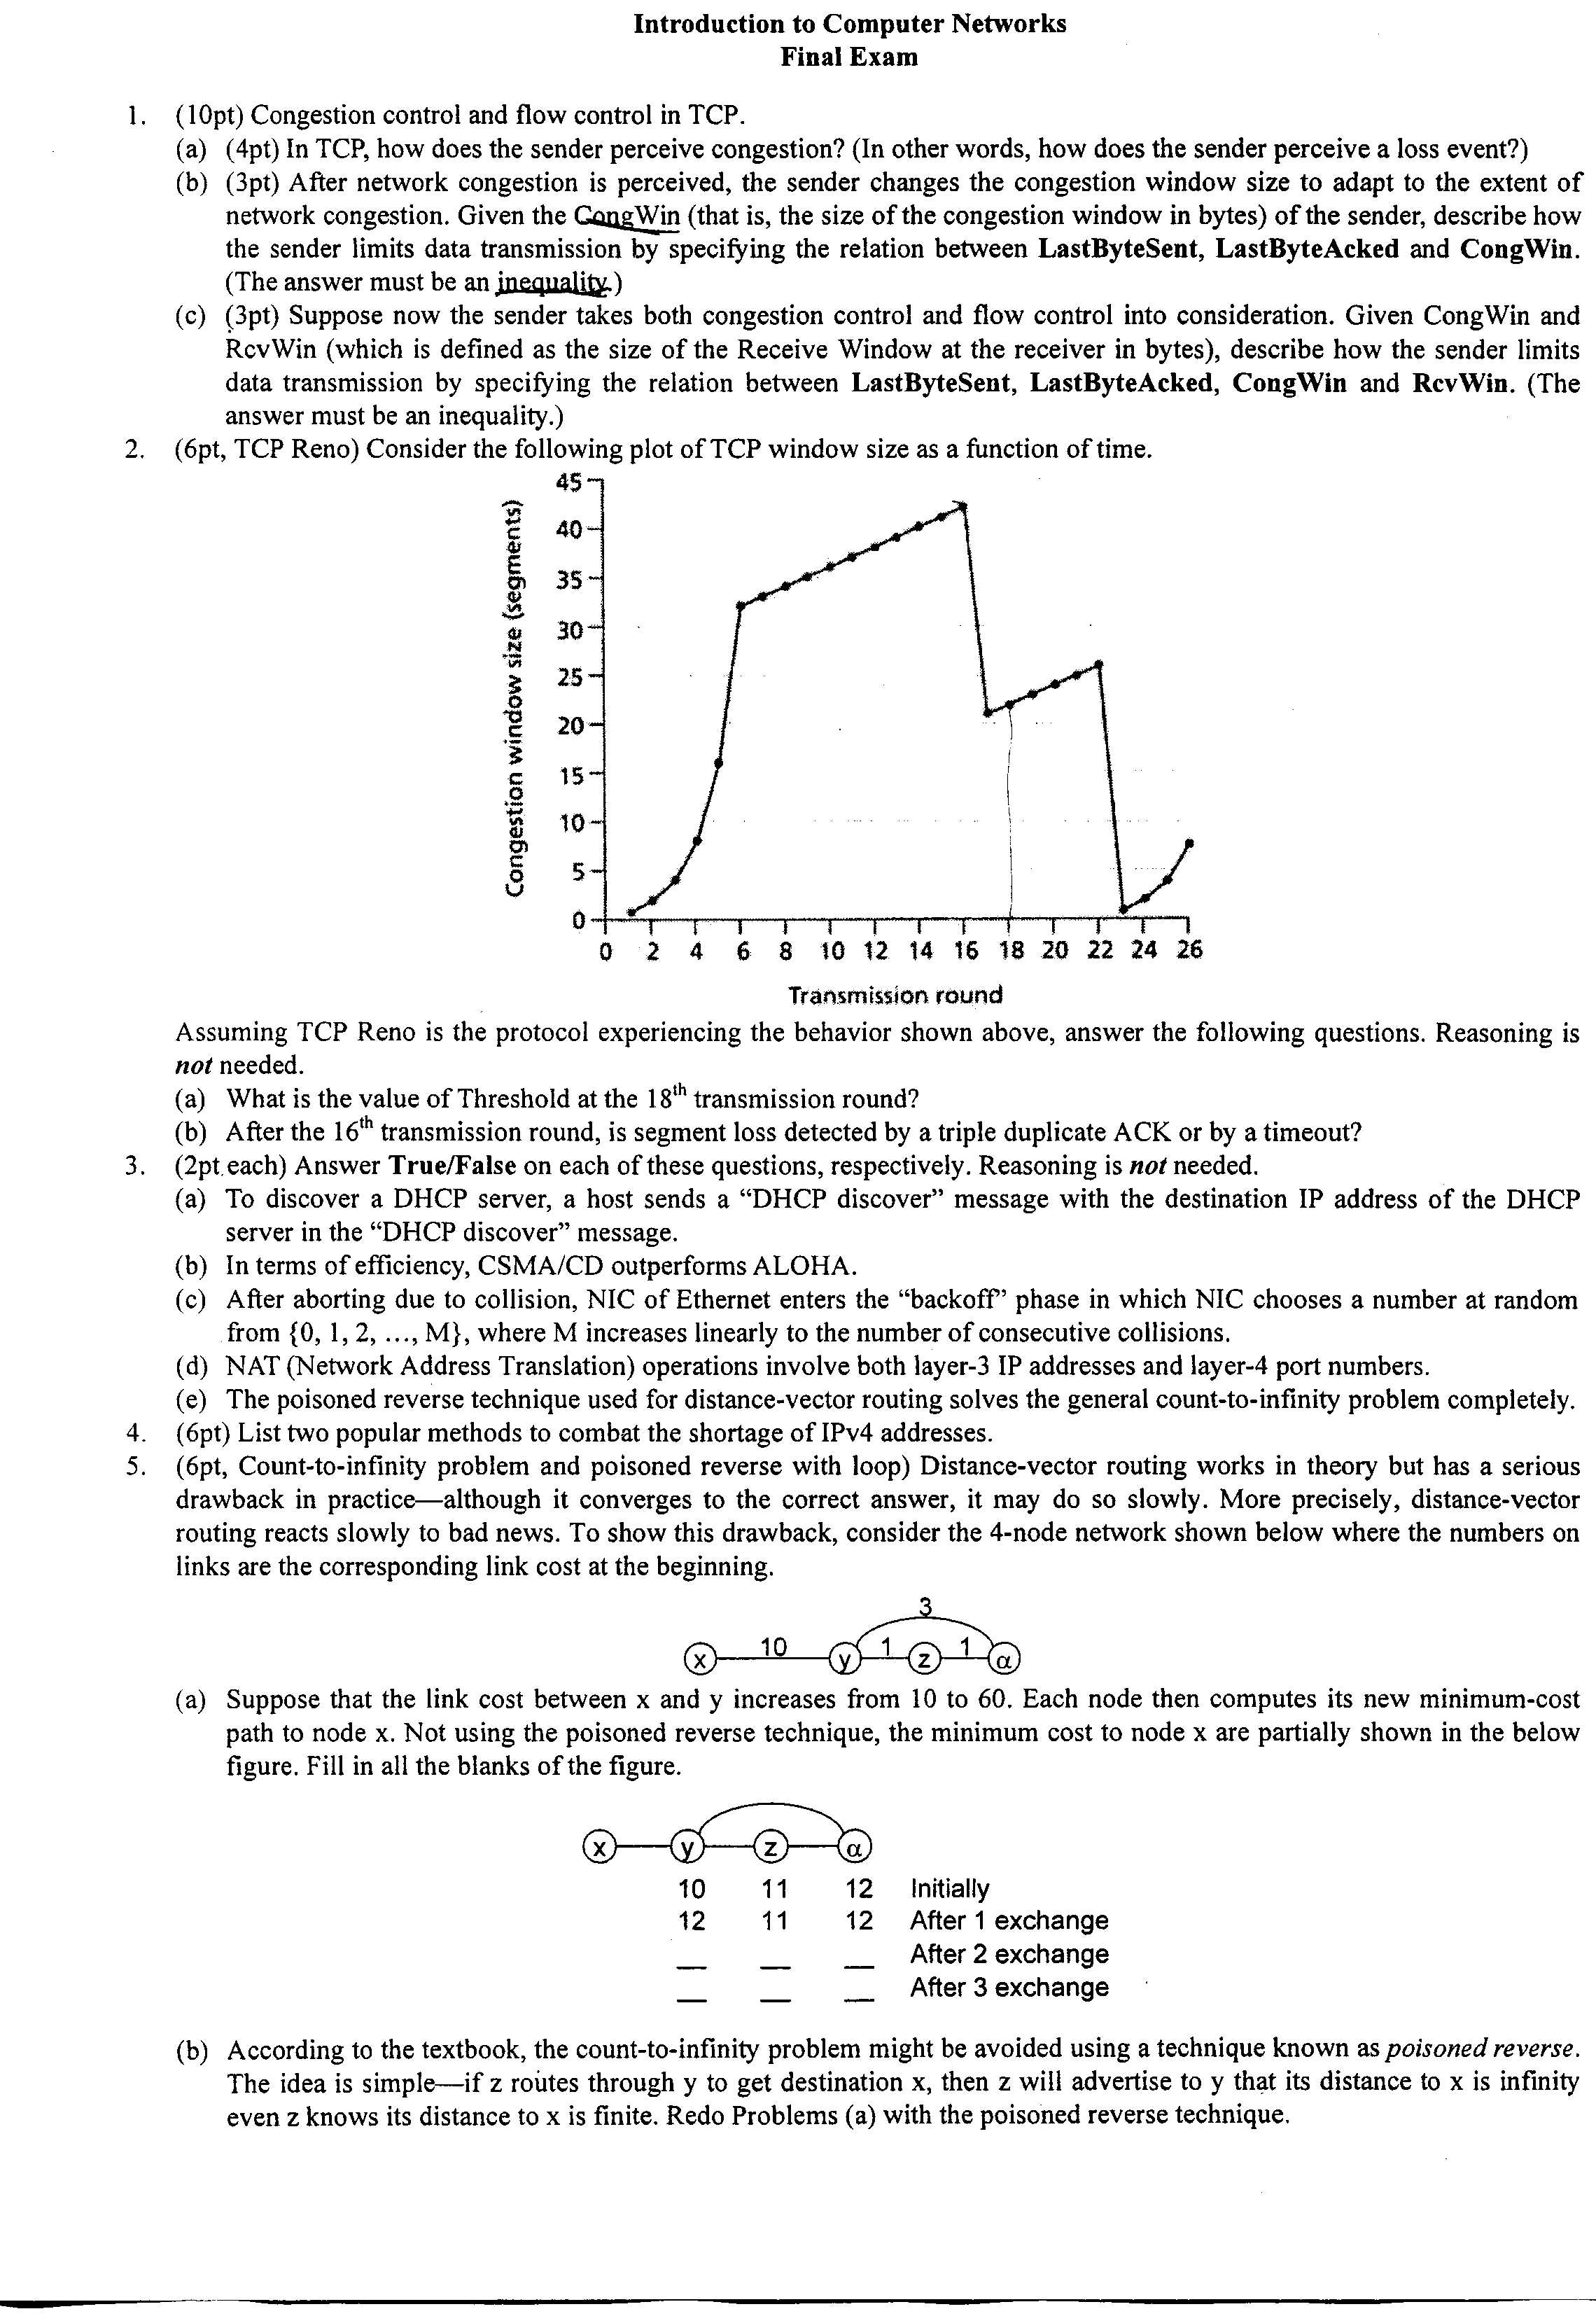 Introduction to Computer Networks
Final Exam
1. (10pt) Congestion control and flow control in TCP.
(a) (4pt) In TCP, how does the sender perceive congestion? (In other words, how does the sender perceive a loss event?)
(b) (3pt) After network congestion is perceived, the sender changes the congestion window size to adapt to the extent of
network congestion. Given the CongWin (that is, the size of the congestion window in bytes) of the sender, describe how
the sender limits data transmission by specifying the relation between LastByteSent, LastByteAcked and CongWin.
(The answer must be an inequality.)
(c) (3pt) Suppose now the sender takes both congestion control and flow control into consideration. Given CongWin and
RcvWin (which is defined as the size of the Receive Window at the receiver in bytes), describe how the sender limits
data transmission by specifying the relation between LastByteSent, LastByteAcked, CongWin and RcvWin. (The
answer must be an inequality.)
2. (6pt, TCP Reno) Consider the following plot of TCP window size as a function of time.
Congestion window size (segments)
45
40
35
30
25
20
15
10
5
0
0 2 4 6 8 10 12 14 16 18 20 22 24 26
Transmission round
Assuming TCP Reno is the protocol experiencing the behavior shown above, answer the following questions. Reasoning is
not needed.
(a) What is the value of Threshold at the 18th transmission round?
(b) After the 16th transmission round, is segment loss detected by a triple duplicate ACK or by a timeout?
3. (2pt each) Answer True/False on each of these questions, respectively. Reasoning is not needed.
(a) To discover a DHCP server, a host sends a “DHCP discover” message with the destination IP address of the DHCP
server in the “DHCP discover” message.
(b) In terms of efficiency, CSMA/CD outperforms ALOHA.
(c) After aborting due to collision, NIC of Ethernet enters the “backoff” phase in which NIC chooses a number at random
from {0, 1, 2, ..., M}, where M increases linearly to the number of consecutive collisions.
(d) NAT (Network Address Translation) operations involve both layer-3 IP addresses and layer-4 port numbers.
(e) The poisoned reverse technique used for distance-vector routing solves the general count-to-infinity problem completely.
4. (6pt) List two popular methods to combat the shortage of IPv4 addresses.
5. (6pt, Count-to-infinity problem and poisoned reverse with loop) Distance-vector routing works in theory but has a serious
drawback in practice—although it converges to the correct answer, it may do so slowly. More precisely, distance-vector
routing reacts slowly to bad news. To show this drawback, consider the 4-node network shown below where the numbers on
links are the corresponding link cost at the beginning.
3
x 10 y 1 z 1 α
(a) Suppose that the link cost between x and y increases from 10 to 60. Each node then computes its new minimum-cost
path to node x. Not using the poisoned reverse technique, the minimum cost to node x are partially shown in the below
figure. Fill in all the blanks of the figure.
x y z α
10 11 12 Initially
12 11 12 After 1 exchange
_ _ _ After 2 exchange
_ _ _ After 3 exchange
(b) According to the textbook, the count-to-infinity problem might be avoided using a technique known as poisoned reverse.
The idea is simple—if z routes through y to get destination x, then z will advertise to y that its distance to x is infinity
even z knows its distance to x is finite. Redo Problems (a) with the poisoned reverse technique.